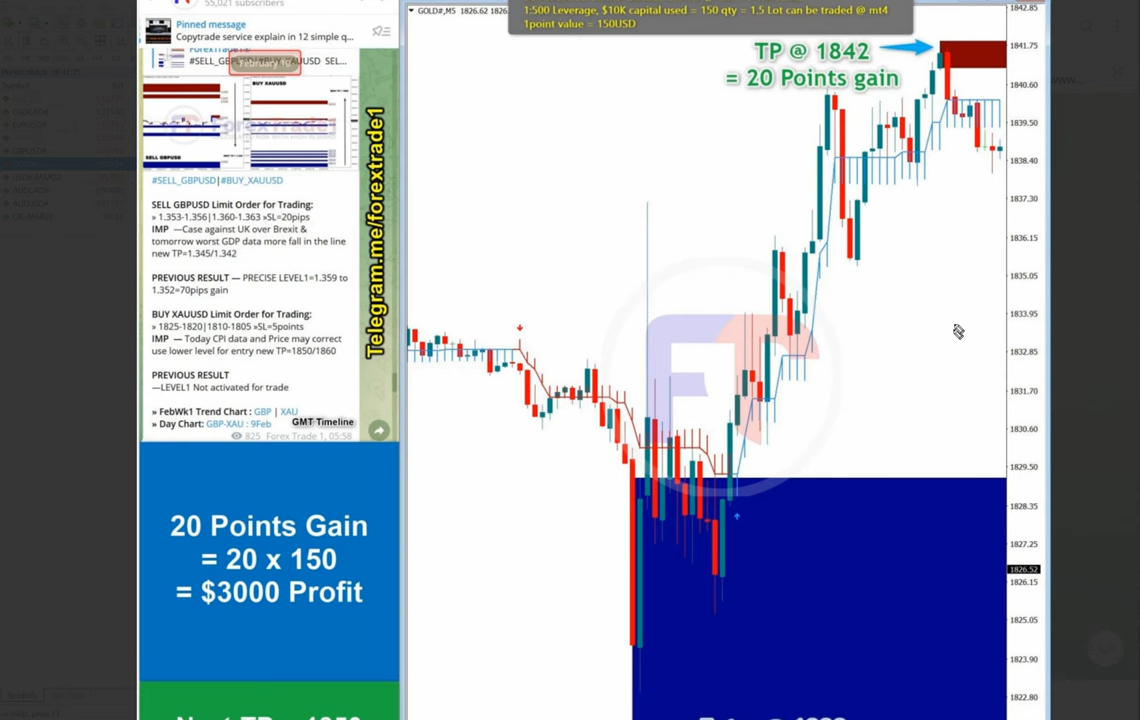 55,021 subscribers
Pinned message
Copytrade service explain in 12 simple q...
February 10
BUY XAUUSD
SELL GBPUSD
#SELL_GBPUSD|#BUY_XAUUSD
SELL GBPUSD Limit Order for Trading:
» 1.353-1.356|1.360-1.363 »SL=20pips
IMP —Case against UK over Brexit &
tomorrow worst GDP data more fall in the line
new TP=1.345/1.342
PREVIOUS RESULT — PRECISE LEVEL1=1.359 to
1.352=70pips gain
BUY XAUUSD Limit Order for Trading:
» 1825-1820|1810-1805 »SL=5points
IMP — Today CPI data and Price may correct
use lower level for entry new TP=1850/1860
PREVIOUS RESULT
—LEVEL1 Not activated for trade
» FebWk1 Trend Chart : GBP | XAU
» Day Chart: GBP-XAU : 9Feb
GMT Timeline
825 Forex Trade 1, 05:58
Telegram.me/forextrade1
20 Points Gain
= 20 x 150
= $3000 Profit
GOLD#,M5 1826.62
1:500 Leverage, $10K capital used = 150 qty = 1.5 Lot can be traded @ mt4
1point value = 150USD
TP @ 1842
= 20 Points gain
1842.85
1841.75
1840.60
1839.50
1838.40
1837.30
1836.15
1835.05
1833.95
1832.85
1831.70
1830.60
1829.50
1828.35
1827.25
1826.52
1826.15
1825.05
1823.90
1822.80